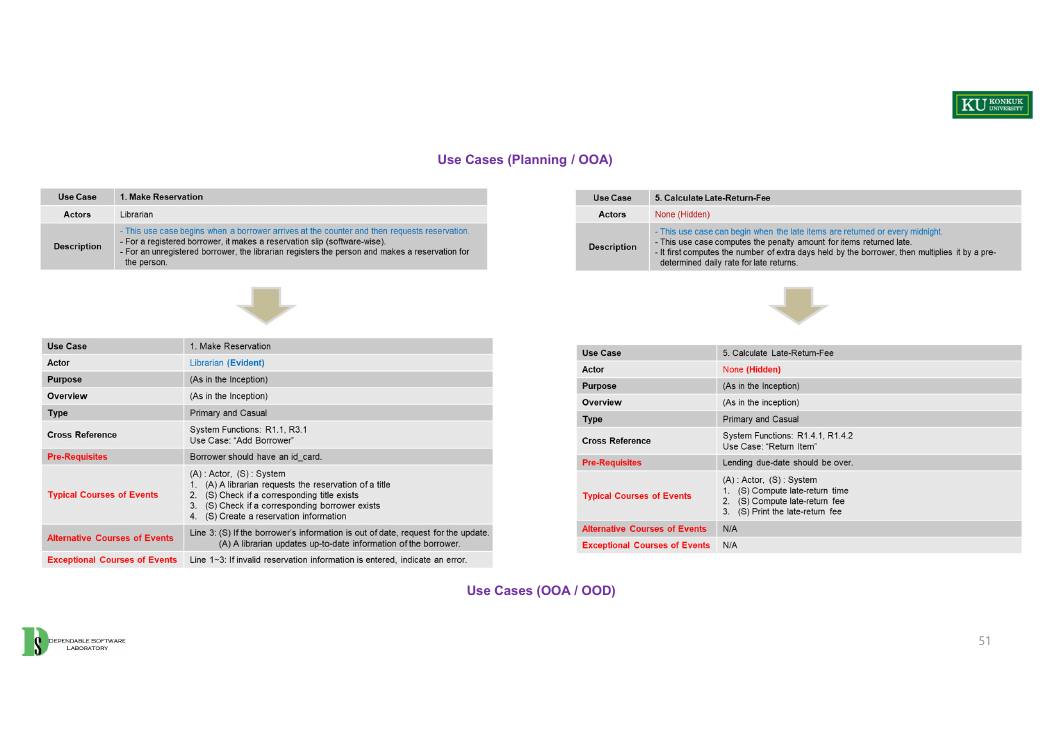 KU KONKUK
UNIVERSITY
Use Cases (Planning / OOA)
Use Case 1. Make Reservation
Actors Librarian
Description
- This use case begins when a borrower arrives at the counter and then requests reservation.
- For a registered borrower, it makes a reservation slip (software-wise).
- For an unregistered borrower, the librarian registers the person and makes a reservation for
the person.
Use Case 5. Calculate Late-Return-Fee
Actors None (Hidden)
Description
- This use case can begin when the late items are returned or every midnight.
- This use case computes the penalty amount for items returned late.
- It first computes the number of extra days held by the borrower, then multiplies it by a pre-
determined daily rate for late returns.
Use Case 1. Make Reservation
Actor Librarian (Evident)
Purpose (As in the Inception)
Overview (As in the Inception)
Type Primary and Casual
Cross Reference
System Functions: R1.1, R3.1
Use Case: “Add Borrower”
Pre-Requisites Borrower should have an id_card.
Typical Courses of Events
(A) : Actor, (S) : System
1. (A) A librarian requests the reservation of a title
2. (S) Check if a corresponding title exists
3. (S) Check if a corresponding borrower exists
4. (S) Create a reservation information
Alternative Courses of Events
Line 3: (S) If the borrower’s information is out of date, request for the update.
(A) A librarian updates up-to-date information of the borrower.
Exceptional Courses of Events Line 1~3: If invalid reservation information is entered, indicate an error.
Use Case 5. Calculate Late-Return-Fee
Actor None (Hidden)
Purpose (As in the Inception)
Overview (As in the inception)
Type Primary and Casual
Cross Reference
System Functions: R1.4.1, R1.4.2
Use Case: “Return Item”
Pre-Requisites Lending due-date should be over.
Typical Courses of Events
(A) : Actor, (S) : System
1. (S) Compute late-return time
2. (S) Compute late-return fee
3. (S) Print the late-return fee
Alternative Courses of Events N/A
Exceptional Courses of Events N/A
Use Cases (OOA / OOD)
DS DEPENDABLE SOFTWARE
LABORATORY
51